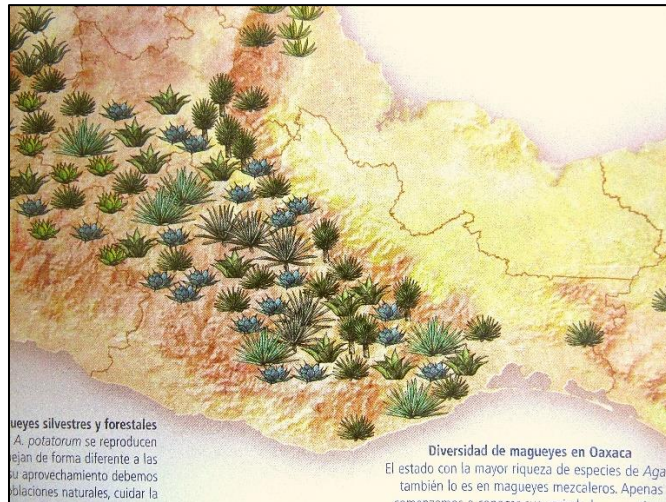 ueyes silvestres y forestales
A. potatorum se reproducen
ejan de forma diferente a las
su aprovechamiento debemos
oblaciones naturales, cuidar la
Diversidad de magueyes en Oaxaca
El estado con la mayor riqueza de especies de Aga
también lo es en magueyes mezcaleros. Apenas